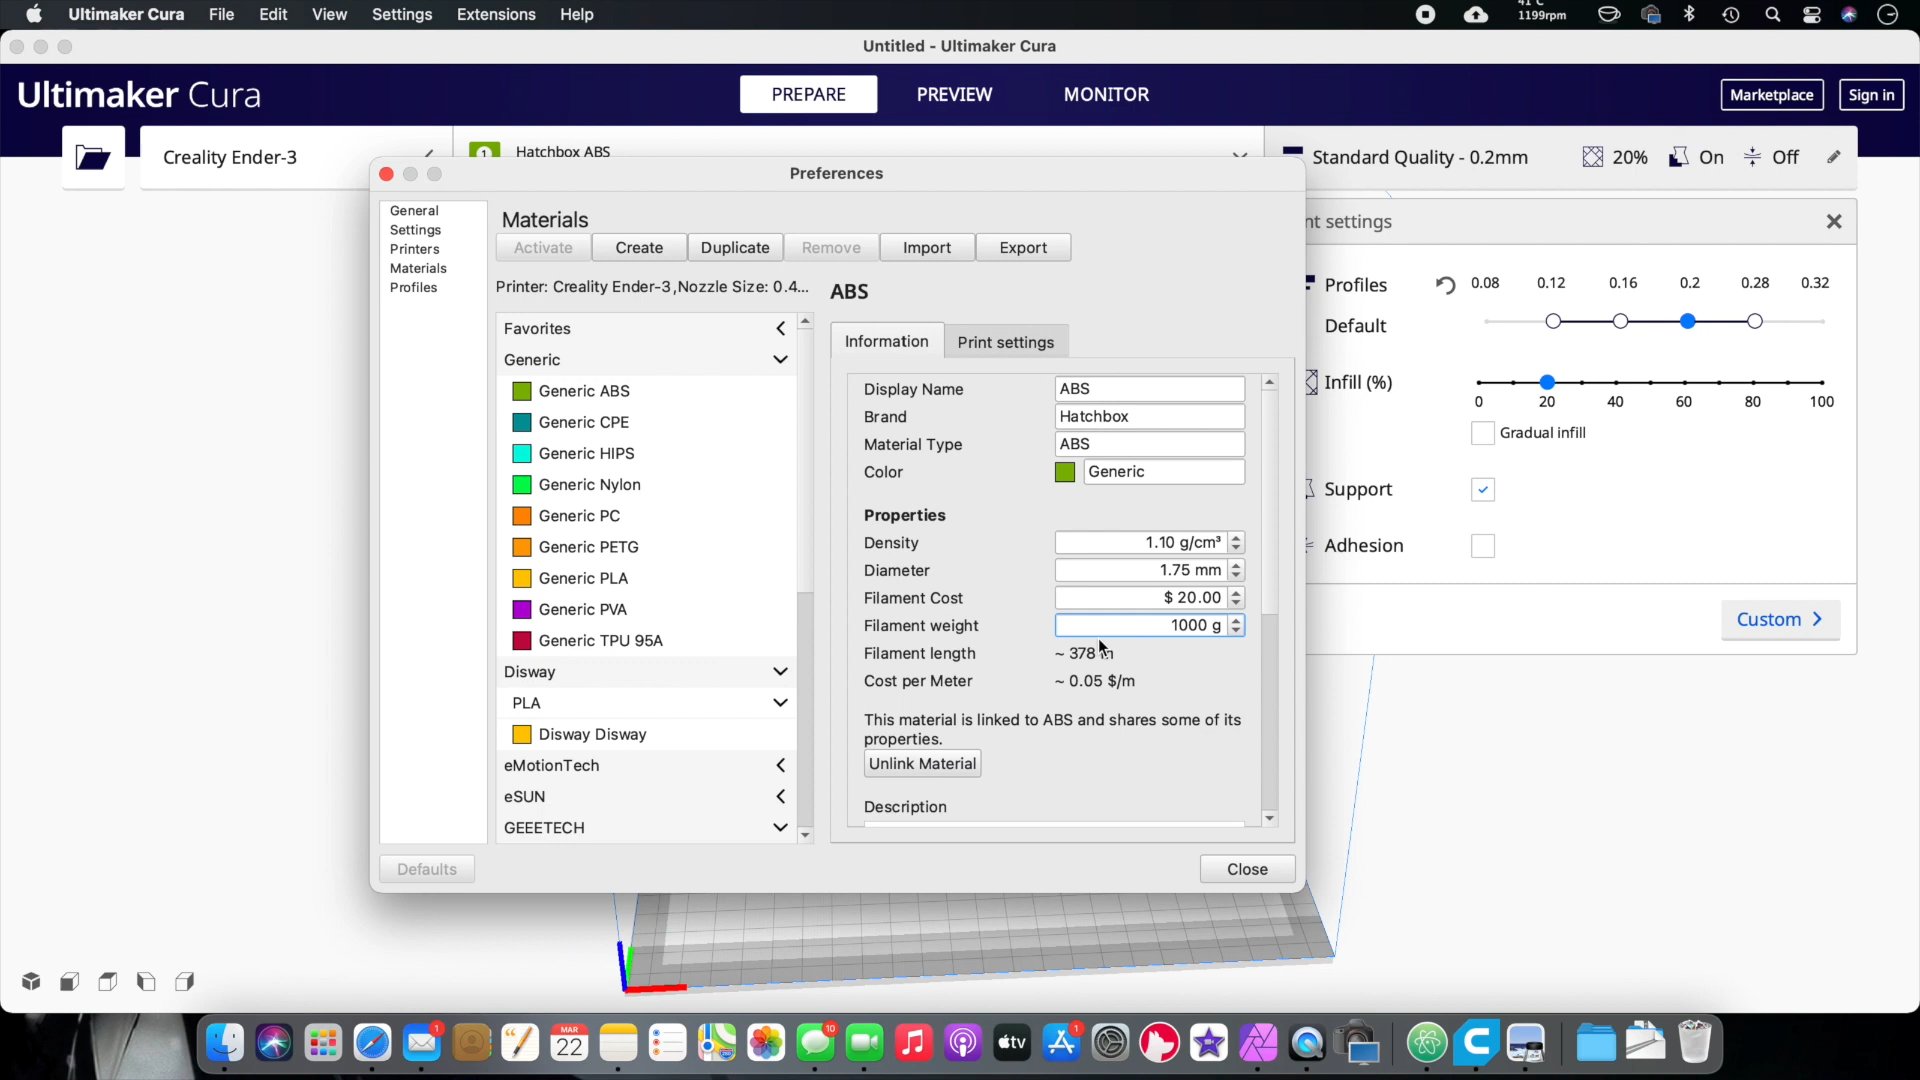 Ultimaker Cura File Edit View Settings Extensions Help
1199rpm
Untitled - Ultimaker Cura
Ultimaker Cura
PREPARE PREVIEW MONITOR
Marketplace Sign in
Creality Ender-3
1 Hatchbox ABS
Standard Quality - 0.2mm 20% On Off
Preferences
General
Settings
Printers
Materials
Profiles
Materials
Activate Create Duplicate Remove Import Export
Printer: Creality Ender-3,Nozzle Size: 0.4...
Favorites
Generic
Generic ABS
Generic CPE
Generic HIPS
Generic Nylon
Generic PC
Generic PETG
Generic PLA
Generic PVA
Generic TPU 95A
Disway
PLA
Disway Disway
eMotionTech
eSUN
GEEETECH
Defaults
ABS
Information Print settings
Display Name ABS
Brand Hatchbox
Material Type ABS
Color Generic
Properties
Density 1.10 g/cm³
Diameter 1.75 mm
Filament Cost $ 20.00
Filament weight 1000 g
Filament length ~ 378 m
Cost per Meter ~ 0.05 $/m
This material is linked to ABS and shares some of its
properties.
Unlink Material
Description
Close
nt settings
Profiles 0.08 0.12 0.16 0.2 0.28 0.32
Default
Infill (%)
0 20 40 60 80 100
Gradual infill
Support
Adhesion
Custom
1
MAR
22
10
tv
1